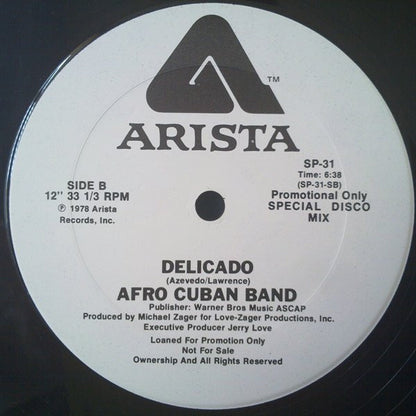 TM
ARISTA
SIDE B
12" 33 1/3 RPM
℗ 1978 Arista
Records, Inc.
SP-31
Time: 6:38
(SP-31-SB)
Promotional Only
SPECIAL DISCO
MIX
DELICADO
(Azevedo/Lawrence)
AFRO CUBAN BAND
Publisher: Warner Bros Music ASCAP
Produced by Michael Zager for Love-Zager Productions, Inc.
Executive Producer Jerry Love
Loaned For Promotion Only
Not For Sale
Ownership And All Rights Reserved